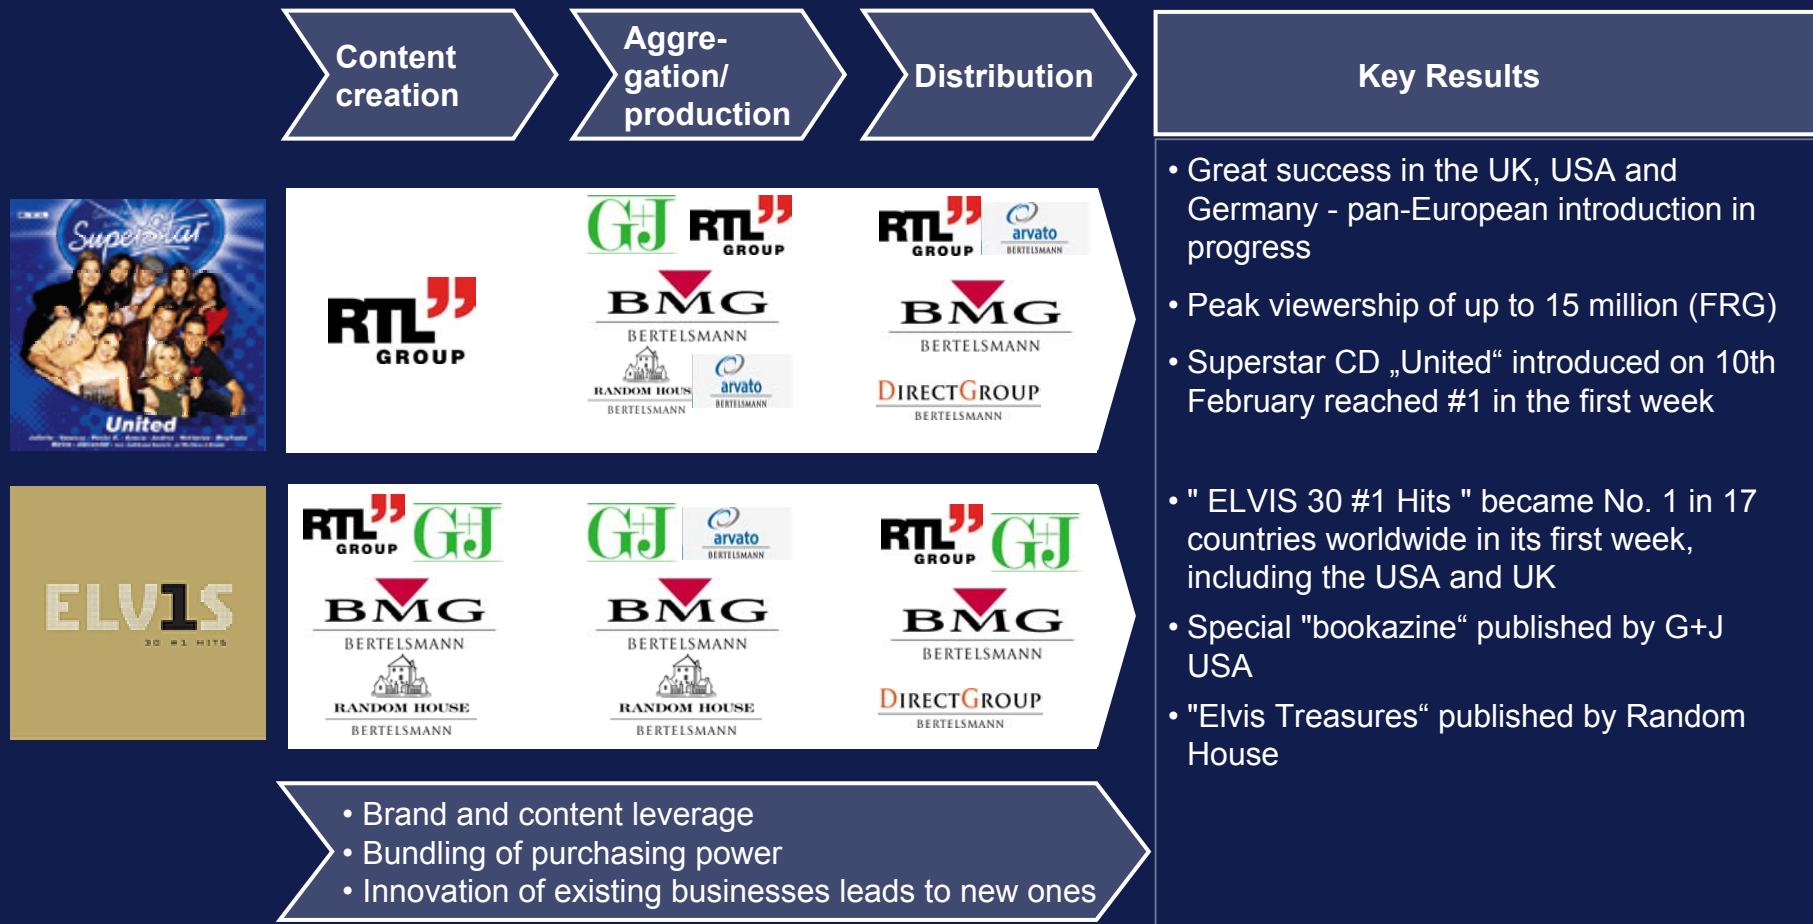 Content
creation
Aggre-
gation/
production
Distribution
Key Results
SuperStar
United
RTL
GROUP
G+J
RTL
GROUP
BMG
BERTELSMANN
RANDOM HOUS
BERTELSMANN
arvato
BERTELSMANN
RTL
GROUP
arvato
BERTELSMANN
BMG
BERTELSMANN
DIRECTGROUP
BERTELSMANN
• Great success in the UK, USA and
Germany - pan-European introduction in
progress
• Peak viewership of up to 15 million (FRG)
• Superstar CD „United“ introduced on 10th
February reached #1 in the first week
ELV1S
30 #1 HITS
RTL
GROUP
G+J
BMG
BERTELSMANN
RANDOM HOUSE
BERTELSMANN
G+J
arvato
BERTELSMANN
BMG
BERTELSMANN
RANDOM HOUSE
BERTELSMANN
RTL
GROUP
G+J
BMG
BERTELSMANN
DIRECTGROUP
BERTELSMANN
• " ELVIS 30 #1 Hits " became No. 1 in 17
countries worldwide in its first week,
including the USA and UK
• Special "bookazine“ published by G+J
USA
• "Elvis Treasures“ published by Random
House
• Brand and content leverage
• Bundling of purchasing power
• Innovation of existing businesses leads to new ones